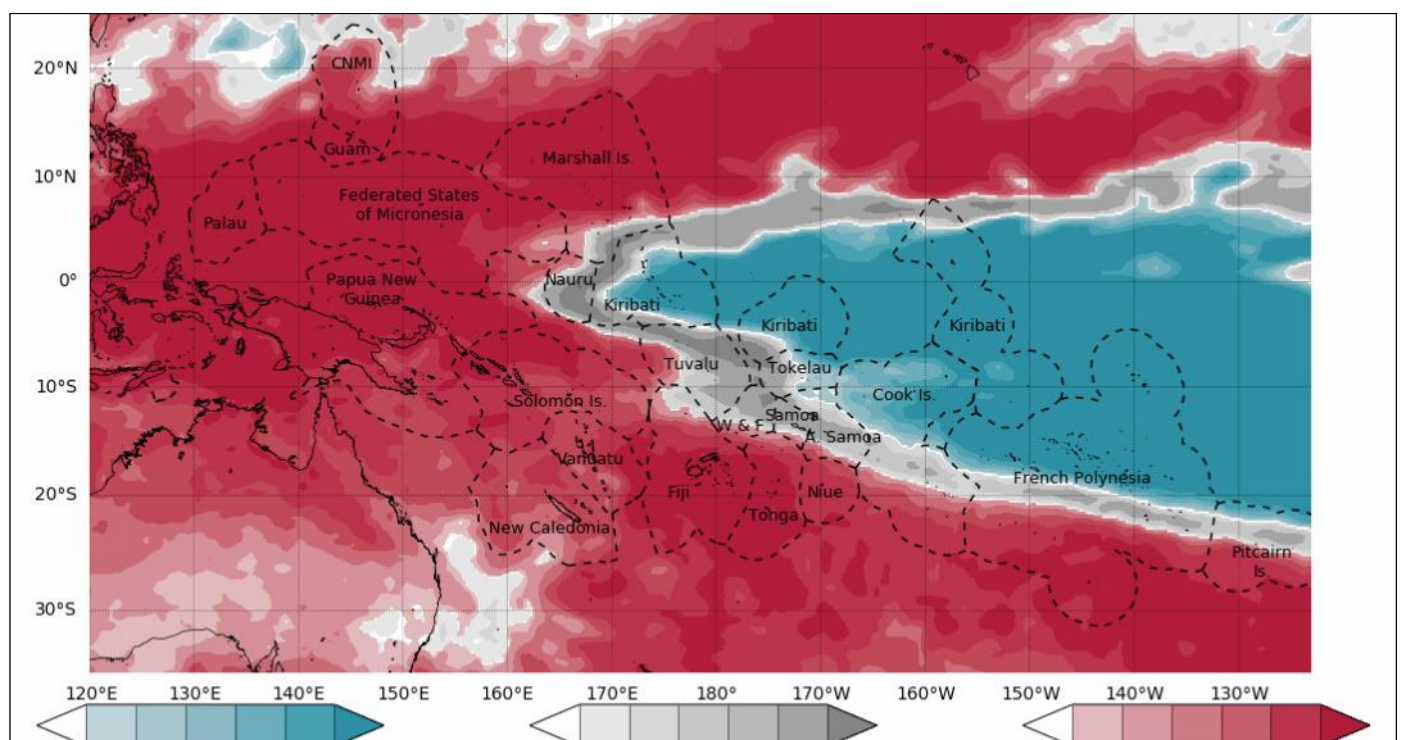 20°N
CNMI
Guam
Marshall Is.
10°N
Federated States
of Micronesia
Palau
0°
Papua New
Guinea
Nauru
Kiribati
Kiribati
Kiribati
Tuvalu
Tokelau
10°S
Solomon Is.
Cook Is.
Samoa
W & F
A. Samoa
Vanuatu
French Polynesia
20°S
Fiji
Niue
Tonga
New Caledonia
Pitcairn
Is.
30°S
120°E 130°E 140°E 150°E 160°E 170°E 180° 170°W 160°W 150°W 140°W 130°W